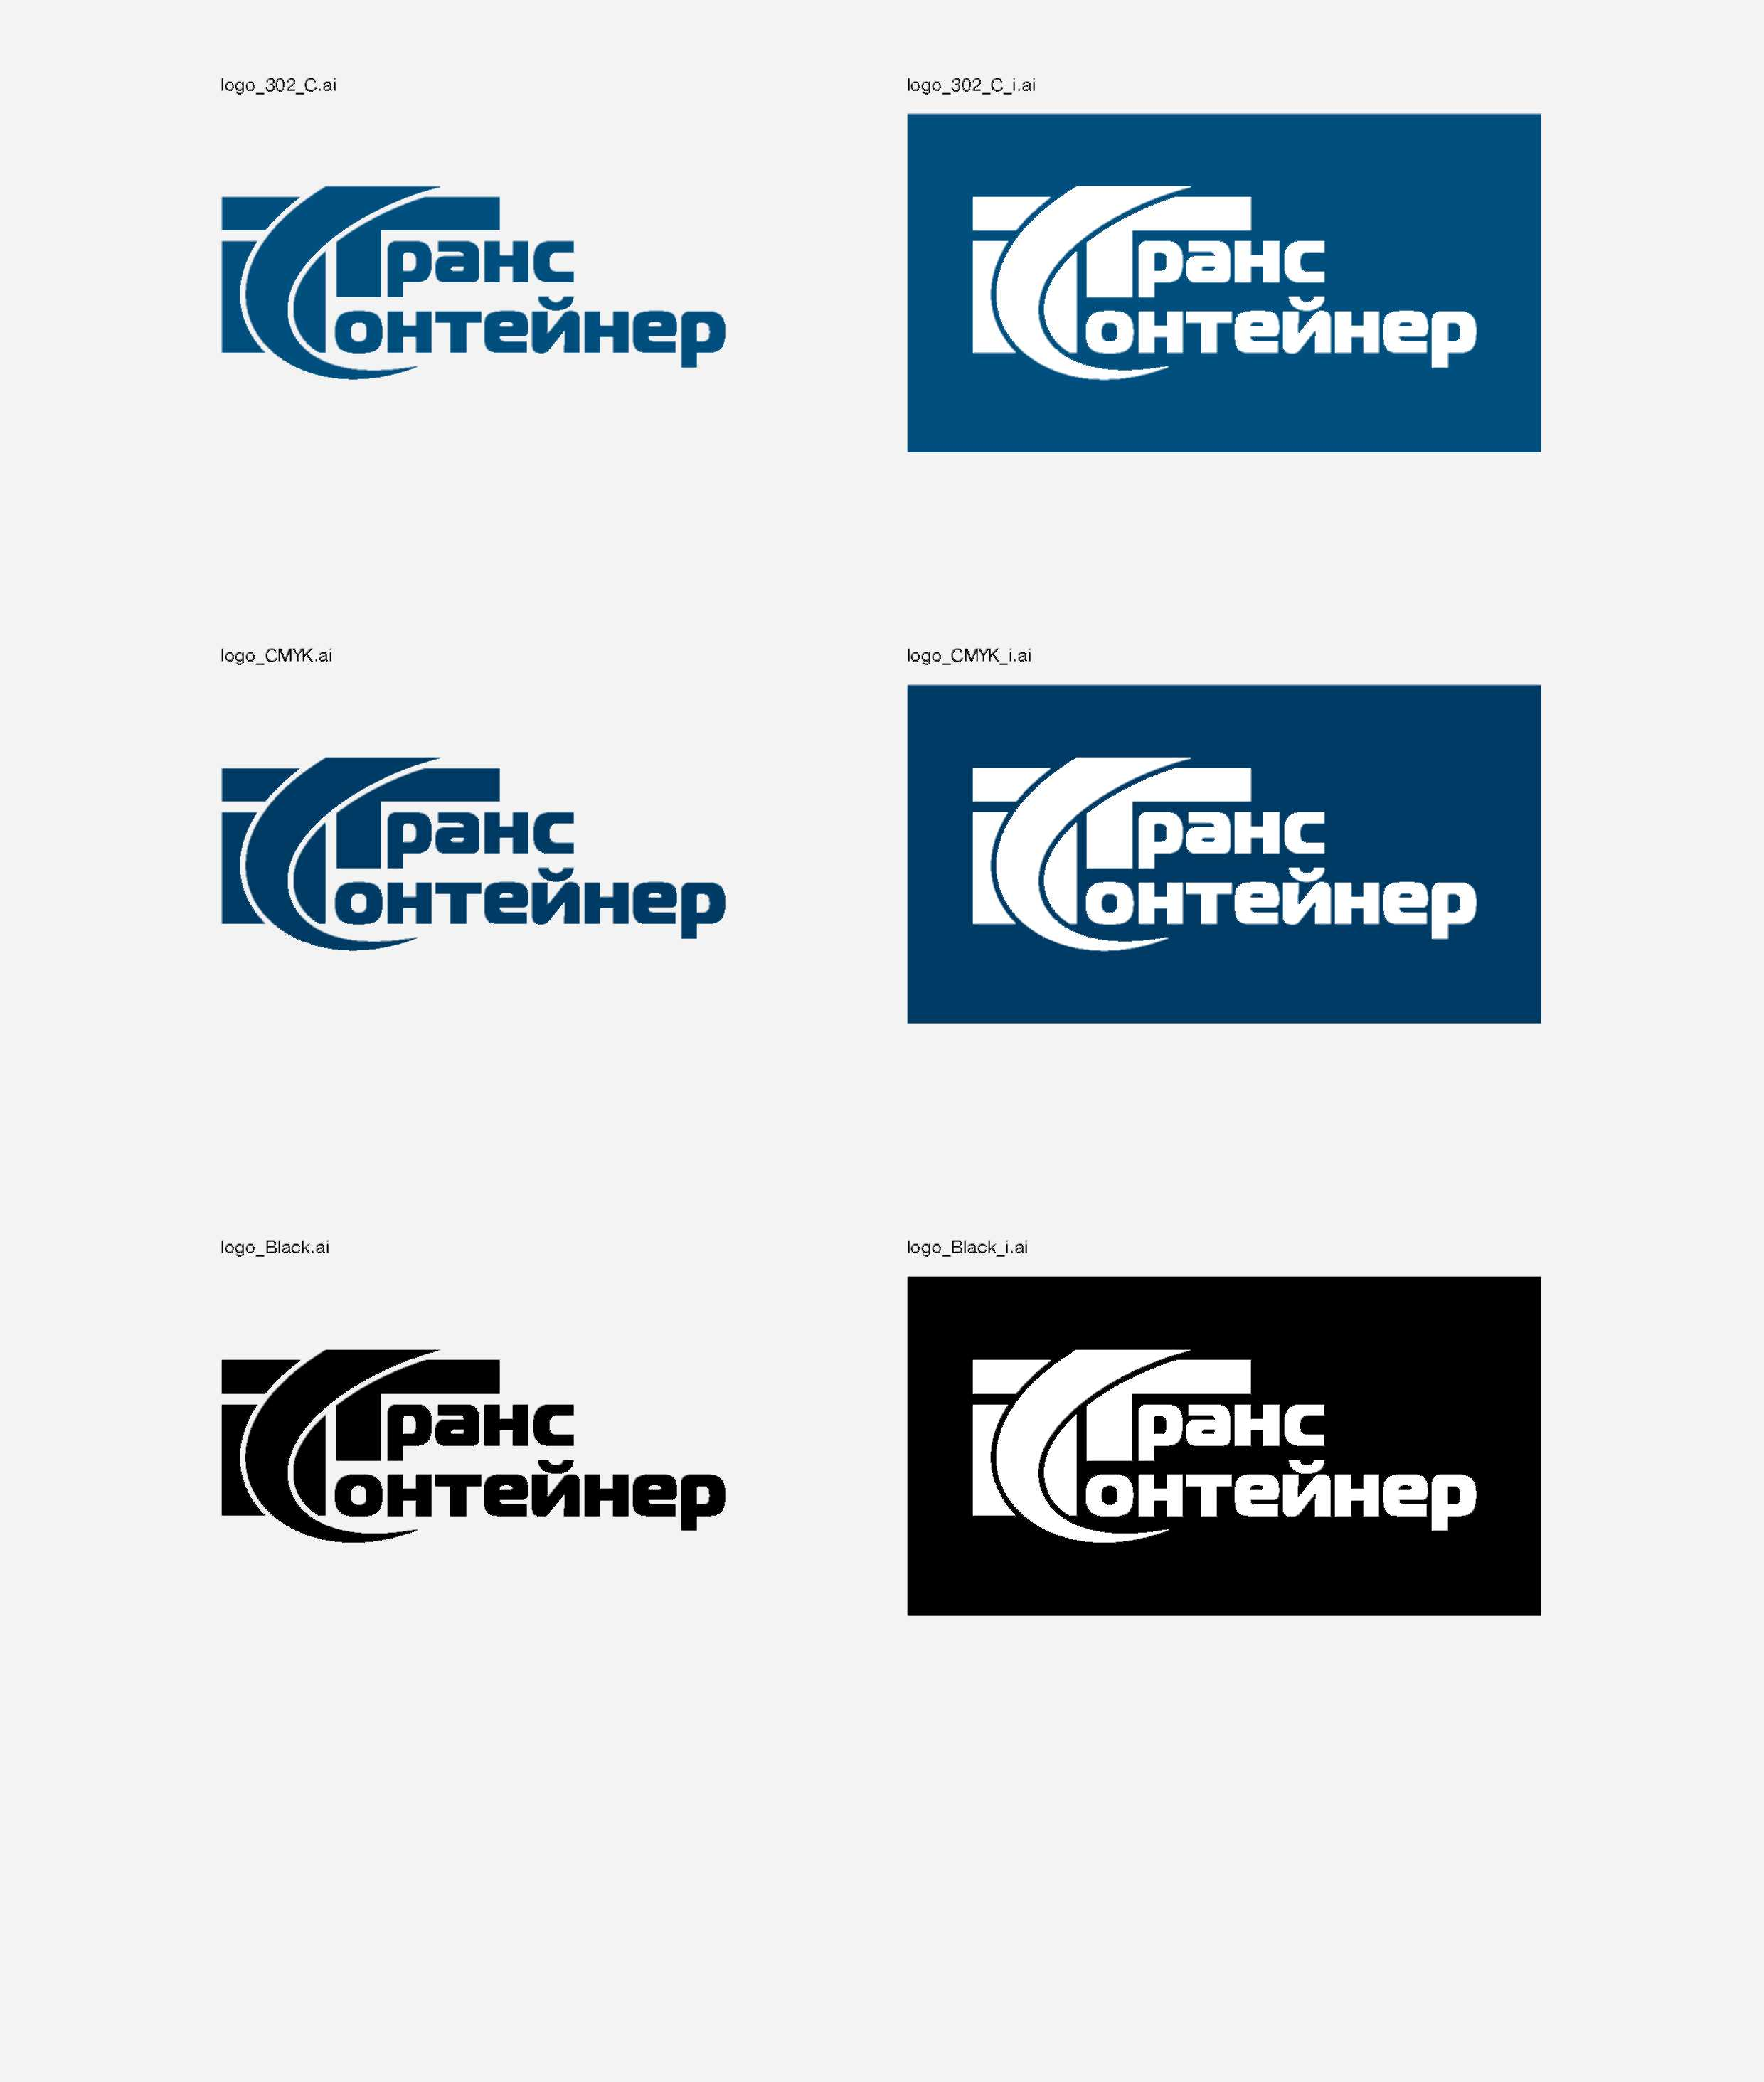 logo_302_C.ai
logo_302_C_i.ai
Транс
Контейнер
Транс
Контейнер
logo_CMYK.ai
logo_CMYK_i.ai
Транс
Контейнер
Транс
Контейнер
logo_Black.ai
logo_Black_i.ai
Транс
Контейнер
Транс
Контейнер